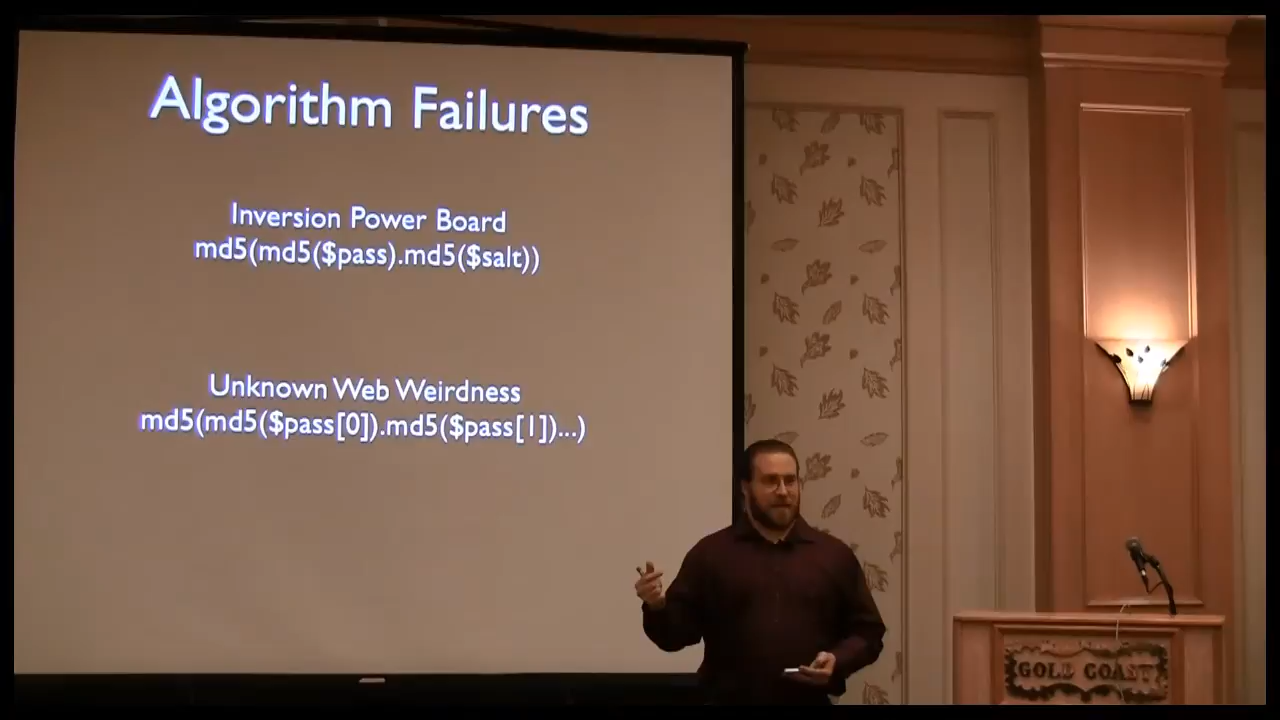 Algorithm Failures
Inversion Power Board
md5(md5($pass).md5($salt))
Unknown Web Weirdness
md5(md5($pass[0]).md5($pass[1])...)
GOLD COAST